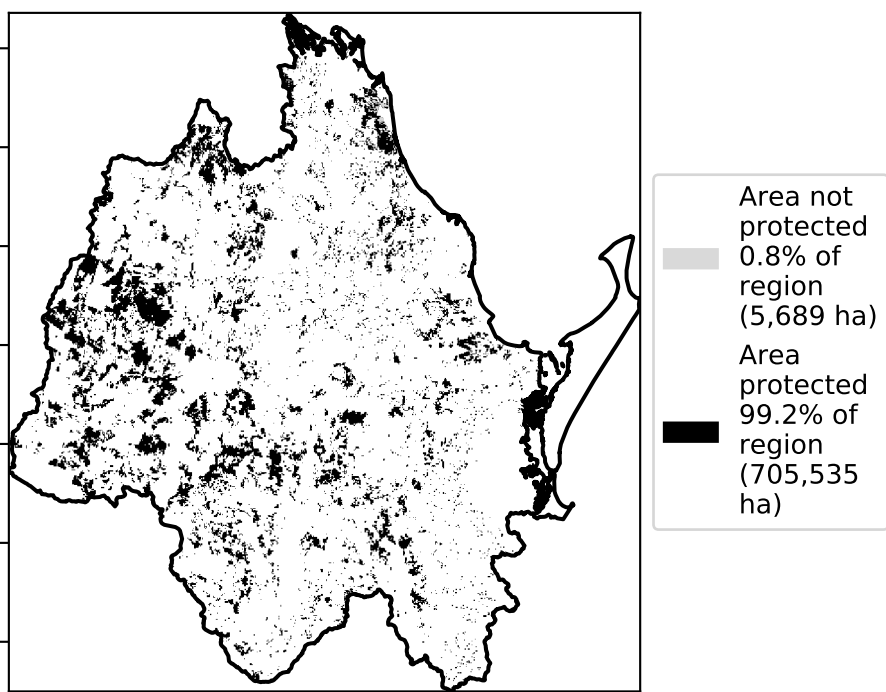 Area not
protected
0.8% of
region
(5,689 ha)
Area
protected
99.2% of
region
(705,535
ha)